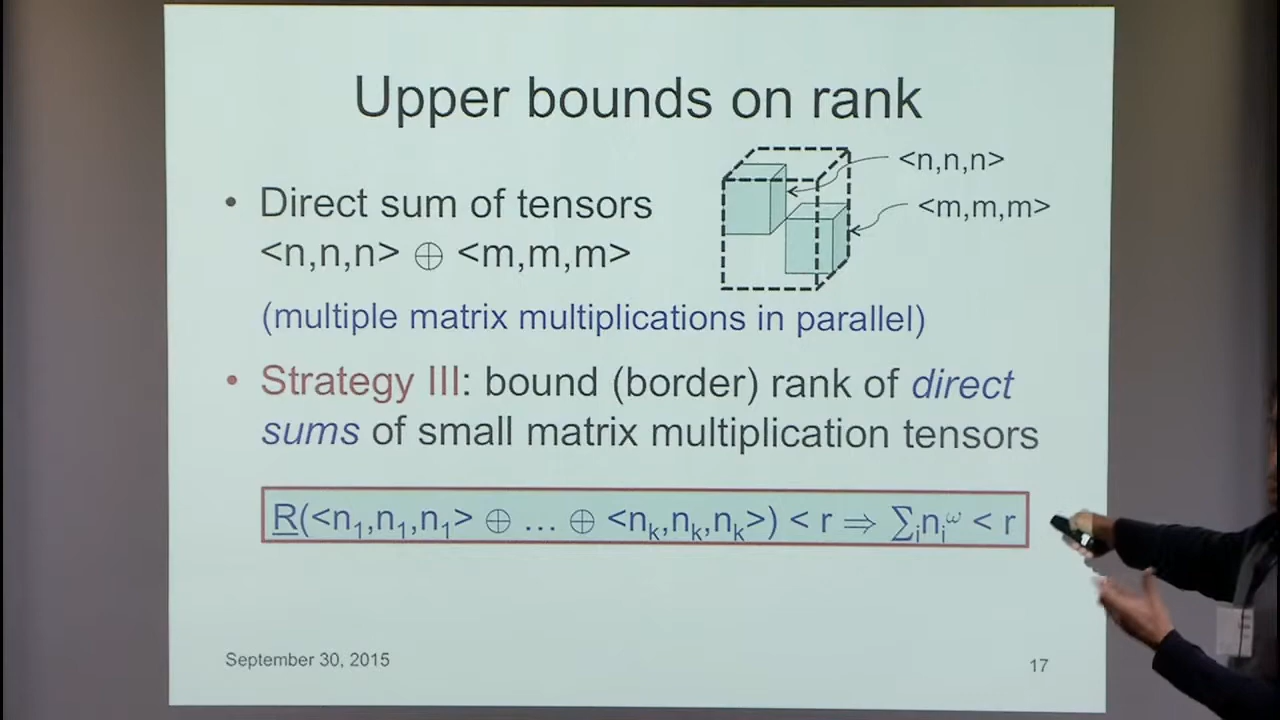 Upper bounds on rank
<n,n,n>
<m,m,m>
• Direct sum of tensors
<n,n,n> ⊕ <m,m,m>
(multiple matrix multiplications in parallel)
• Strategy III: bound (border) rank of direct
sums of small matrix multiplication tensors
R(<n₁,n₁,n₁> ⊕ … ⊕ <nₖ,nₖ,nₖ>) < r ⇒ ∑ᵢnᵢ^ω < r
September 30, 2015
17